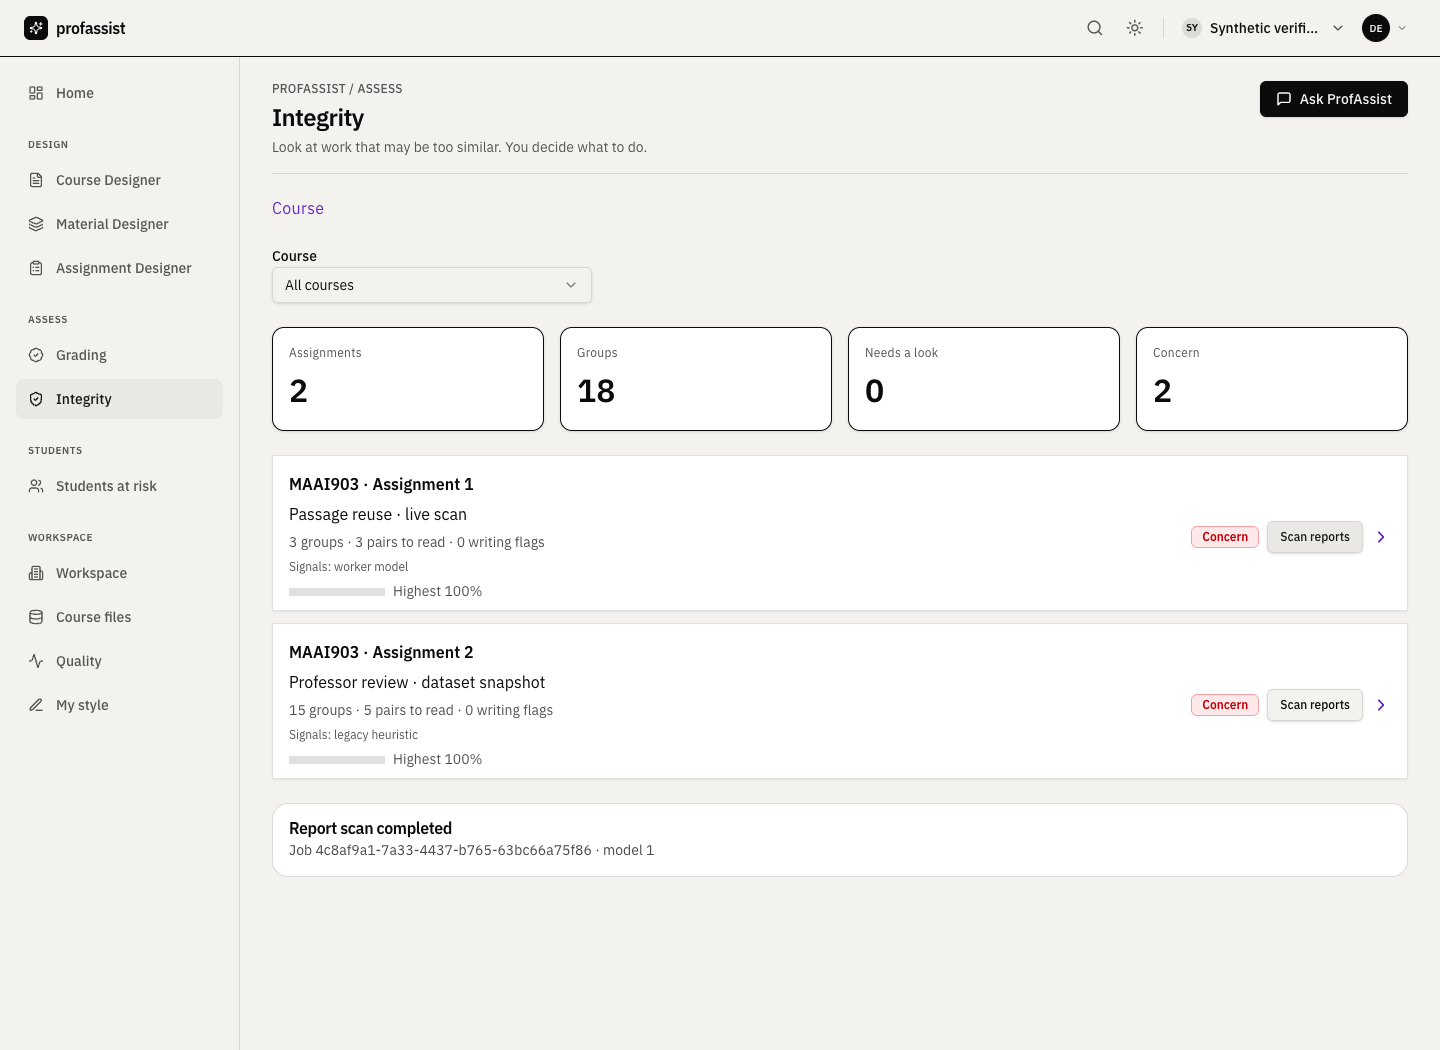 profassist
SY Synthetic verifi...
DE
Home
DESIGN
Course Designer
Material Designer
Assignment Designer
ASSESS
Grading
Integrity
STUDENTS
Students at risk
WORKSPACE
Workspace
Course files
Quality
My style
PROFASSIST / ASSESS
Integrity
Look at work that may be too similar. You decide what to do.
Ask ProfAssist
Course
Course
All courses
Assignments
2
Groups
18
Needs a look
0
Concern
2
MAAI903 · Assignment 1
Passage reuse · live scan
3 groups · 3 pairs to read · 0 writing flags
Signals: worker model
Highest 100%
Concern
Scan reports
MAAI903 · Assignment 2
Professor review · dataset snapshot
15 groups · 5 pairs to read · 0 writing flags
Signals: legacy heuristic
Highest 100%
Concern
Scan reports
Report scan completed
Job 4c8af9a1-7a33-4437-b765-63bc66a75f86 · model 1